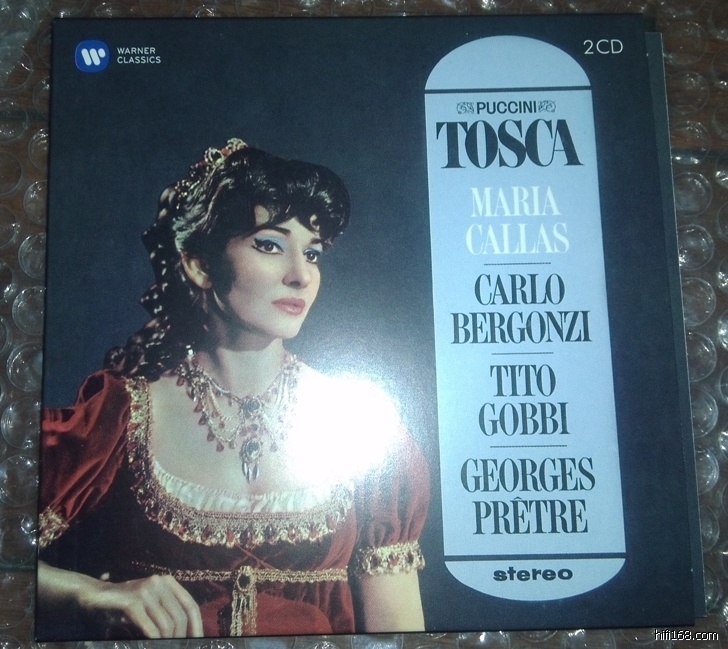 WARNER
CLASSICS
2CD
PUCCINI
TOSCA
MARIA
CALLAS
CARLO
BERGONZI
TITO
GOBBI
GEORGES
PRÊTRE
stereo
hifi168.com